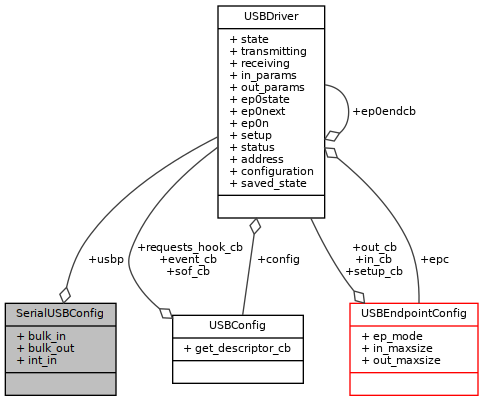 USBDriver
+ state
+ transmitting
+ receiving
+ in_params
+ out_params
+ ep0state
+ ep0next
+ ep0n
+ setup
+ status
+ address
+ configuration
+ saved_state
+ep0endcb
+usbp
+requests_hook_cb
+event_cb
+sof_cb
+config
+out_cb
+in_cb
+setup_cb
+epc
SerialUSBConfig
+ bulk_in
+ bulk_out
+ int_in
USBConfig
+ get_descriptor_cb
USBEndpointConfig
+ ep_mode
+ in_maxsize
+ out_maxsize